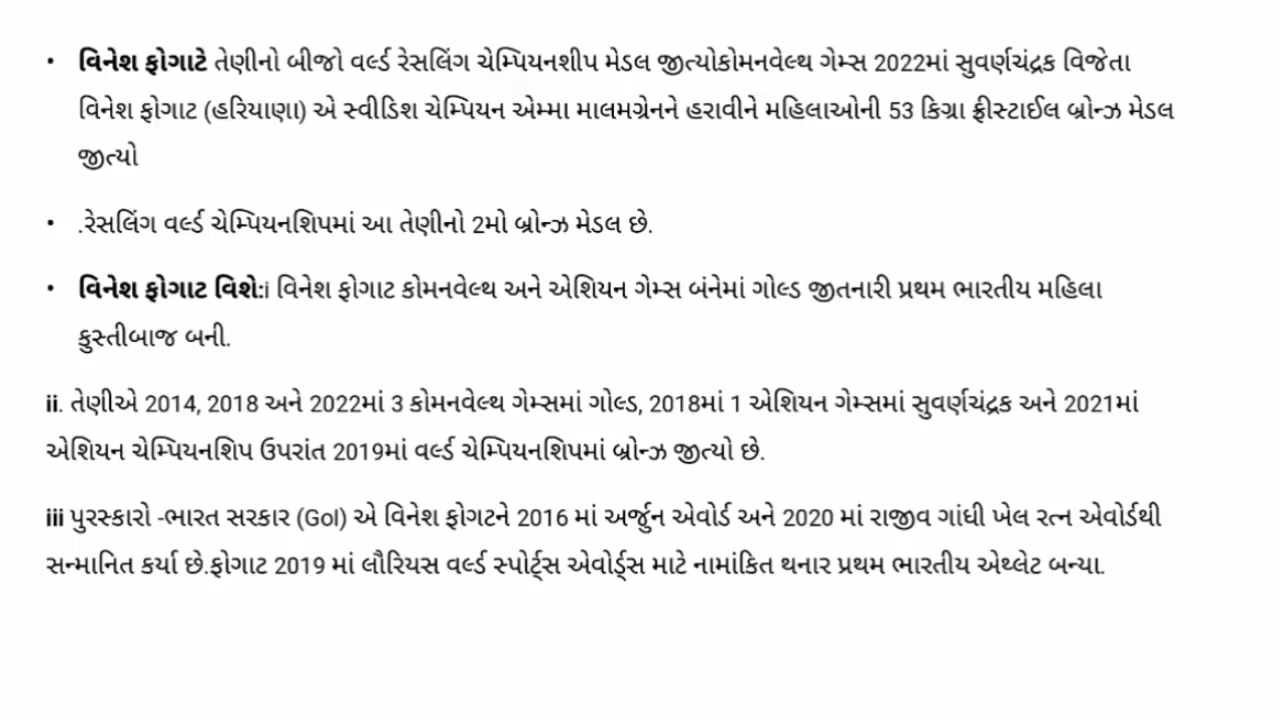 • વિનેશ ફોગાટે તેણીનો બીજો વર્લ્ડ રેસલિંગ ચેમ્પિયનશીપ મેડલ જીત્યોકોમનવેલ્થ ગેમ્સ 2022માં સુવર્ણચંદ્રક વિજેતા
વિનેશ ફોગાટ (હરિયાણા) એ સ્વીડિશ ચેમ્પિયન એમ્મા માલમગ્રેનને હરાવીને મહિલાઓની 53 કિગ્રા ફ્રીસ્ટાઈલ બ્રોન્ઝ મેડલ
જીત્યો
• .રેસલિંગ વર્લ્ડ ચેમ્પિયનશિપમાં આ તેણીનો 2મો બ્રોન્ઝ મેડલ છે.
• વિનેશ ફોગાટ વિશે:i વિનેશ ફોગાટ કોમનવેલ્થ અને એશિયન ગેમ્સ બંનેમાં ગોલ્ડ જીતનારી પ્રથમ ભારતીય મહિલા
કુસ્તીબાજ બની.
ii. તેણીએ 2014, 2018 અને 2022માં 3 કોમનવેલ્થ ગેમ્સમાં ગોલ્ડ, 2018માં 1 એશિયન ગેમ્સમાં સુવર્ણચંદ્રક અને 2021માં
એશિયન ચેમ્પિયનશિપ ઉપરાંત 2019માં વર્લ્ડ ચેમ્પિયનશિપમાં બ્રોન્ઝ જીત્યો છે.
iii પુરસ્કારો -ભારત સરકાર (GoI) એ વિનેશ ફોગટને 2016 માં અર્જુન એવોર્ડ અને 2020 માં રાજીવ ગાંધી ખેલ રત્ન એવોર્ડથી
સન્માનિત કર્યા છે.ફોગાટ 2019 માં લૌરિયસ વર્લ્ડ સ્પોર્ટ્સ એવોર્ડ્સ માટે નામાંકિત થનાર પ્રથમ ભારતીય એથ્લેટ બન્યા.